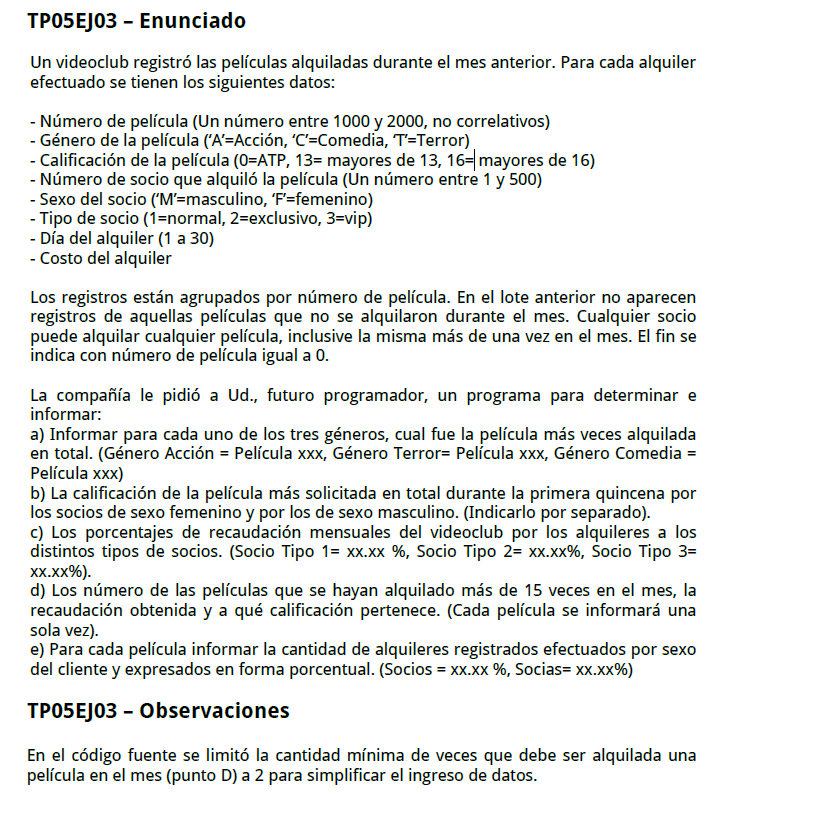 TP05EJ03 – Enunciado
Un videoclub registró las películas alquiladas durante el mes anterior. Para cada alquiler
efectuado se tienen los siguientes datos:
- Número de película (Un número entre 1000 y 2000, no correlativos)
- Género de la película (‘A’=Acción, ‘C’=Comedia, ‘T’=Terror)
- Calificación de la película (0=ATP, 13= mayores de 13, 16= mayores de 16)
- Número de socio que alquiló la película (Un número entre 1 y 500)
- Sexo del socio (‘M’=masculino, ‘F’=femenino)
- Tipo de socio (1=normal, 2=exclusivo, 3=vip)
- Día del alquiler (1 a 30)
- Costo del alquiler
Los registros están agrupados por número de película. En el lote anterior no aparecen
registros de aquellas películas que no se alquilaron durante el mes. Cualquier socio
puede alquilar cualquier película, inclusive la misma más de una vez en el mes. El fin se
indica con número de película igual a 0.
La compañía le pidió a Ud., futuro programador, un programa para determinar e
informar:
a) Informar para cada uno de los tres géneros, cual fue la película más veces alquilada
en total. (Género Acción = Película xxx, Género Terror= Película xxx, Género Comedia =
Película xxx)
b) La calificación de la película más solicitada en total durante la primera quincena por
los socios de sexo femenino y por los de sexo masculino. (Indicarlo por separado).
c) Los porcentajes de recaudación mensuales del videoclub por los alquileres a los
distintos tipos de socios. (Socio Tipo 1= xx.xx %, Socio Tipo 2= xx.xx%, Socio Tipo 3=
xx.xx%).
d) Los número de las películas que se hayan alquilado más de 15 veces en el mes, la
recaudación obtenida y a qué calificación pertenece. (Cada película se informará una
sola vez).
e) Para cada película informar la cantidad de alquileres registrados efectuados por sexo
del cliente y expresados en forma porcentual. (Socios = xx.xx %, Socias= xx.xx%)
TP05EJ03 – Observaciones
En el código fuente se limitó la cantidad mínima de veces que debe ser alquilada una
película en el mes (punto D) a 2 para simplificar el ingreso de datos.